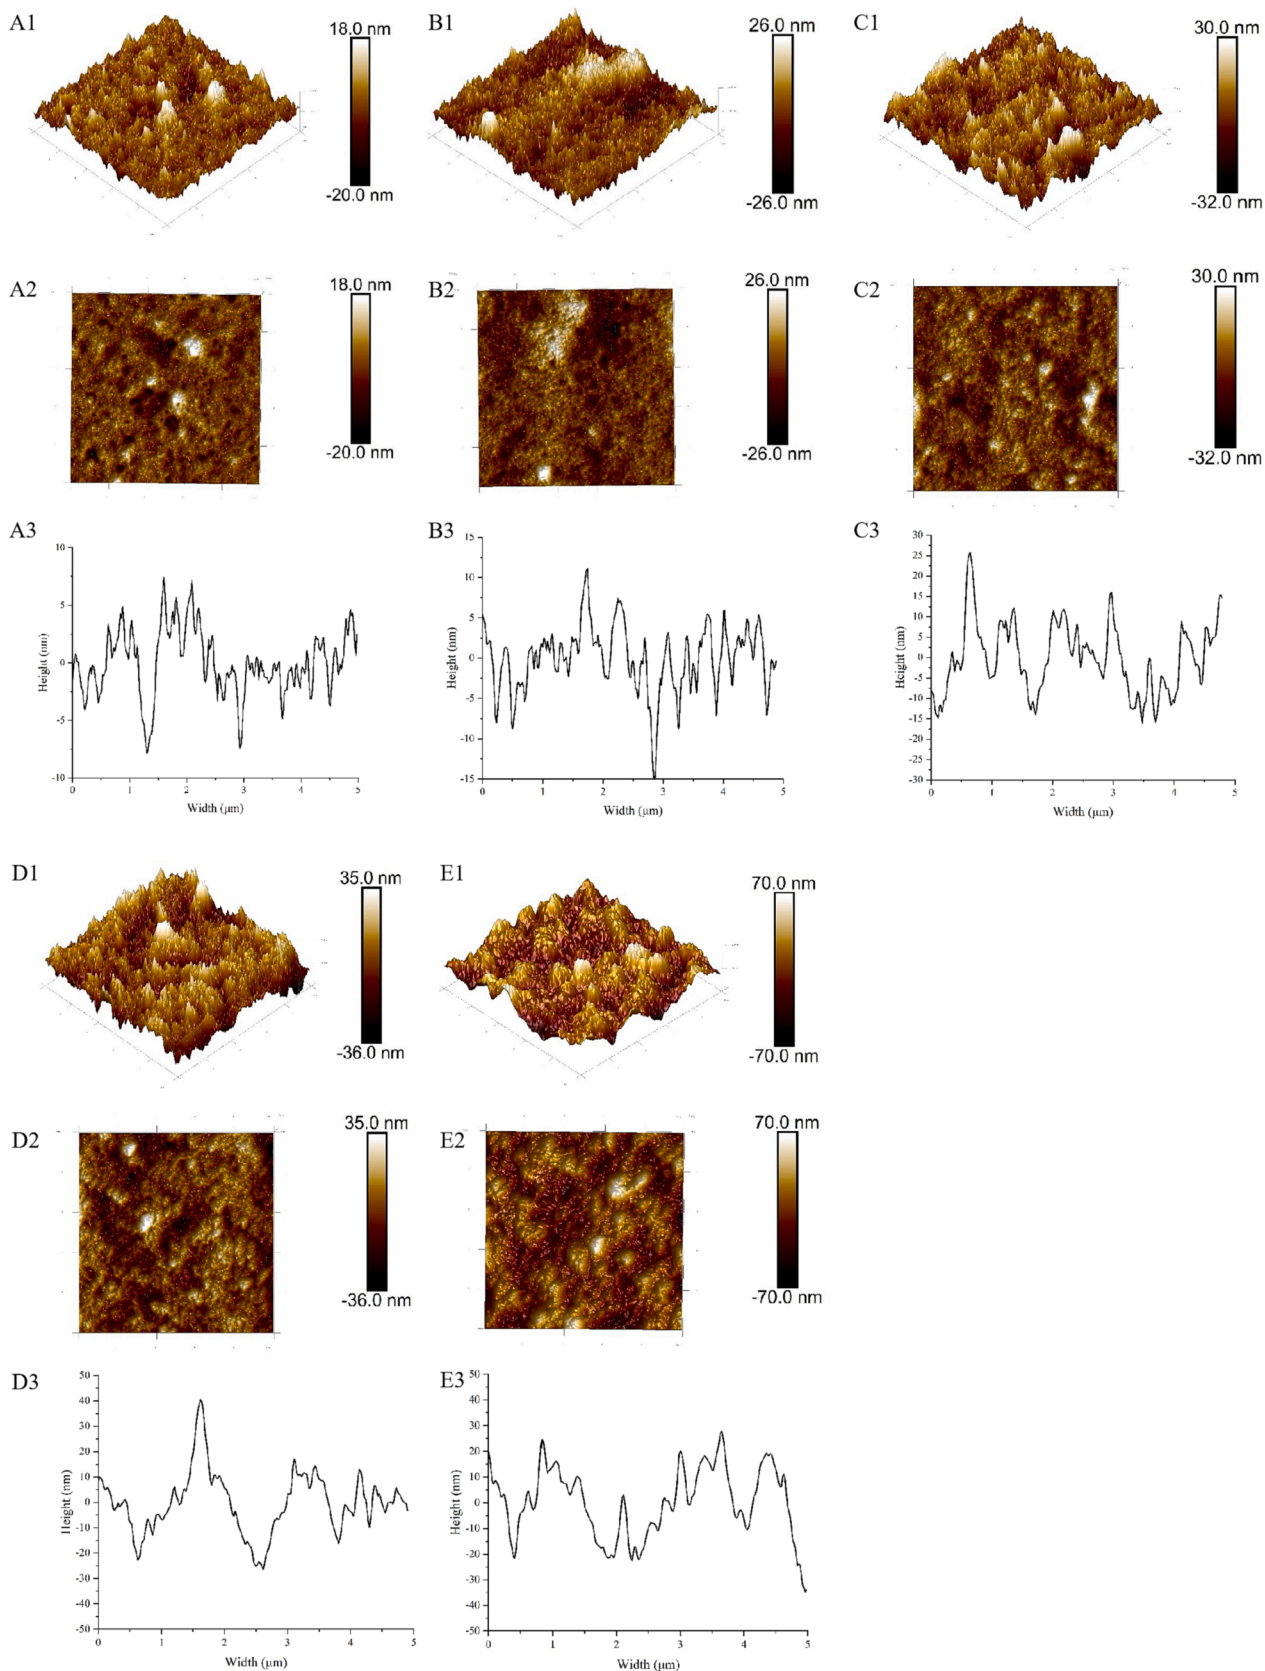 A1
18.0 nm
-20.0 nm
B1
26.0 nm
-26.0 nm
C1
30.0 nm
-32.0 nm
A2
18.0 nm
-20.0 nm
B2
26.0 nm
-26.0 nm
C2
30.0 nm
-32.0 nm
A3
10
5
0
-5
-10
Height (nm)
0 1 2 3 4 5
Width (μm)
B3
15
10
5
0
-5
-10
-15
Height (nm)
0 1 2 3 4 5
Width (μm)
C3
30
25
20
15
10
5
0
-5
-10
-15
-20
-25
-30
Height (nm)
0 1 2 3 4 5
Width (μm)
D1
35.0 nm
-36.0 nm
E1
70.0 nm
-70.0 nm
D2
35.0 nm
-36.0 nm
E2
70.0 nm
-70.0 nm
D3
50
40
30
20
10
0
-10
-20
-30
-40
-50
Height (nm)
0 1 2 3 4 5
Width (μm)
E3
50
40
30
20
10
0
-10
-20
-30
-40
-50
Height (nm)
0 1 2 3 4 5
Width (μm)